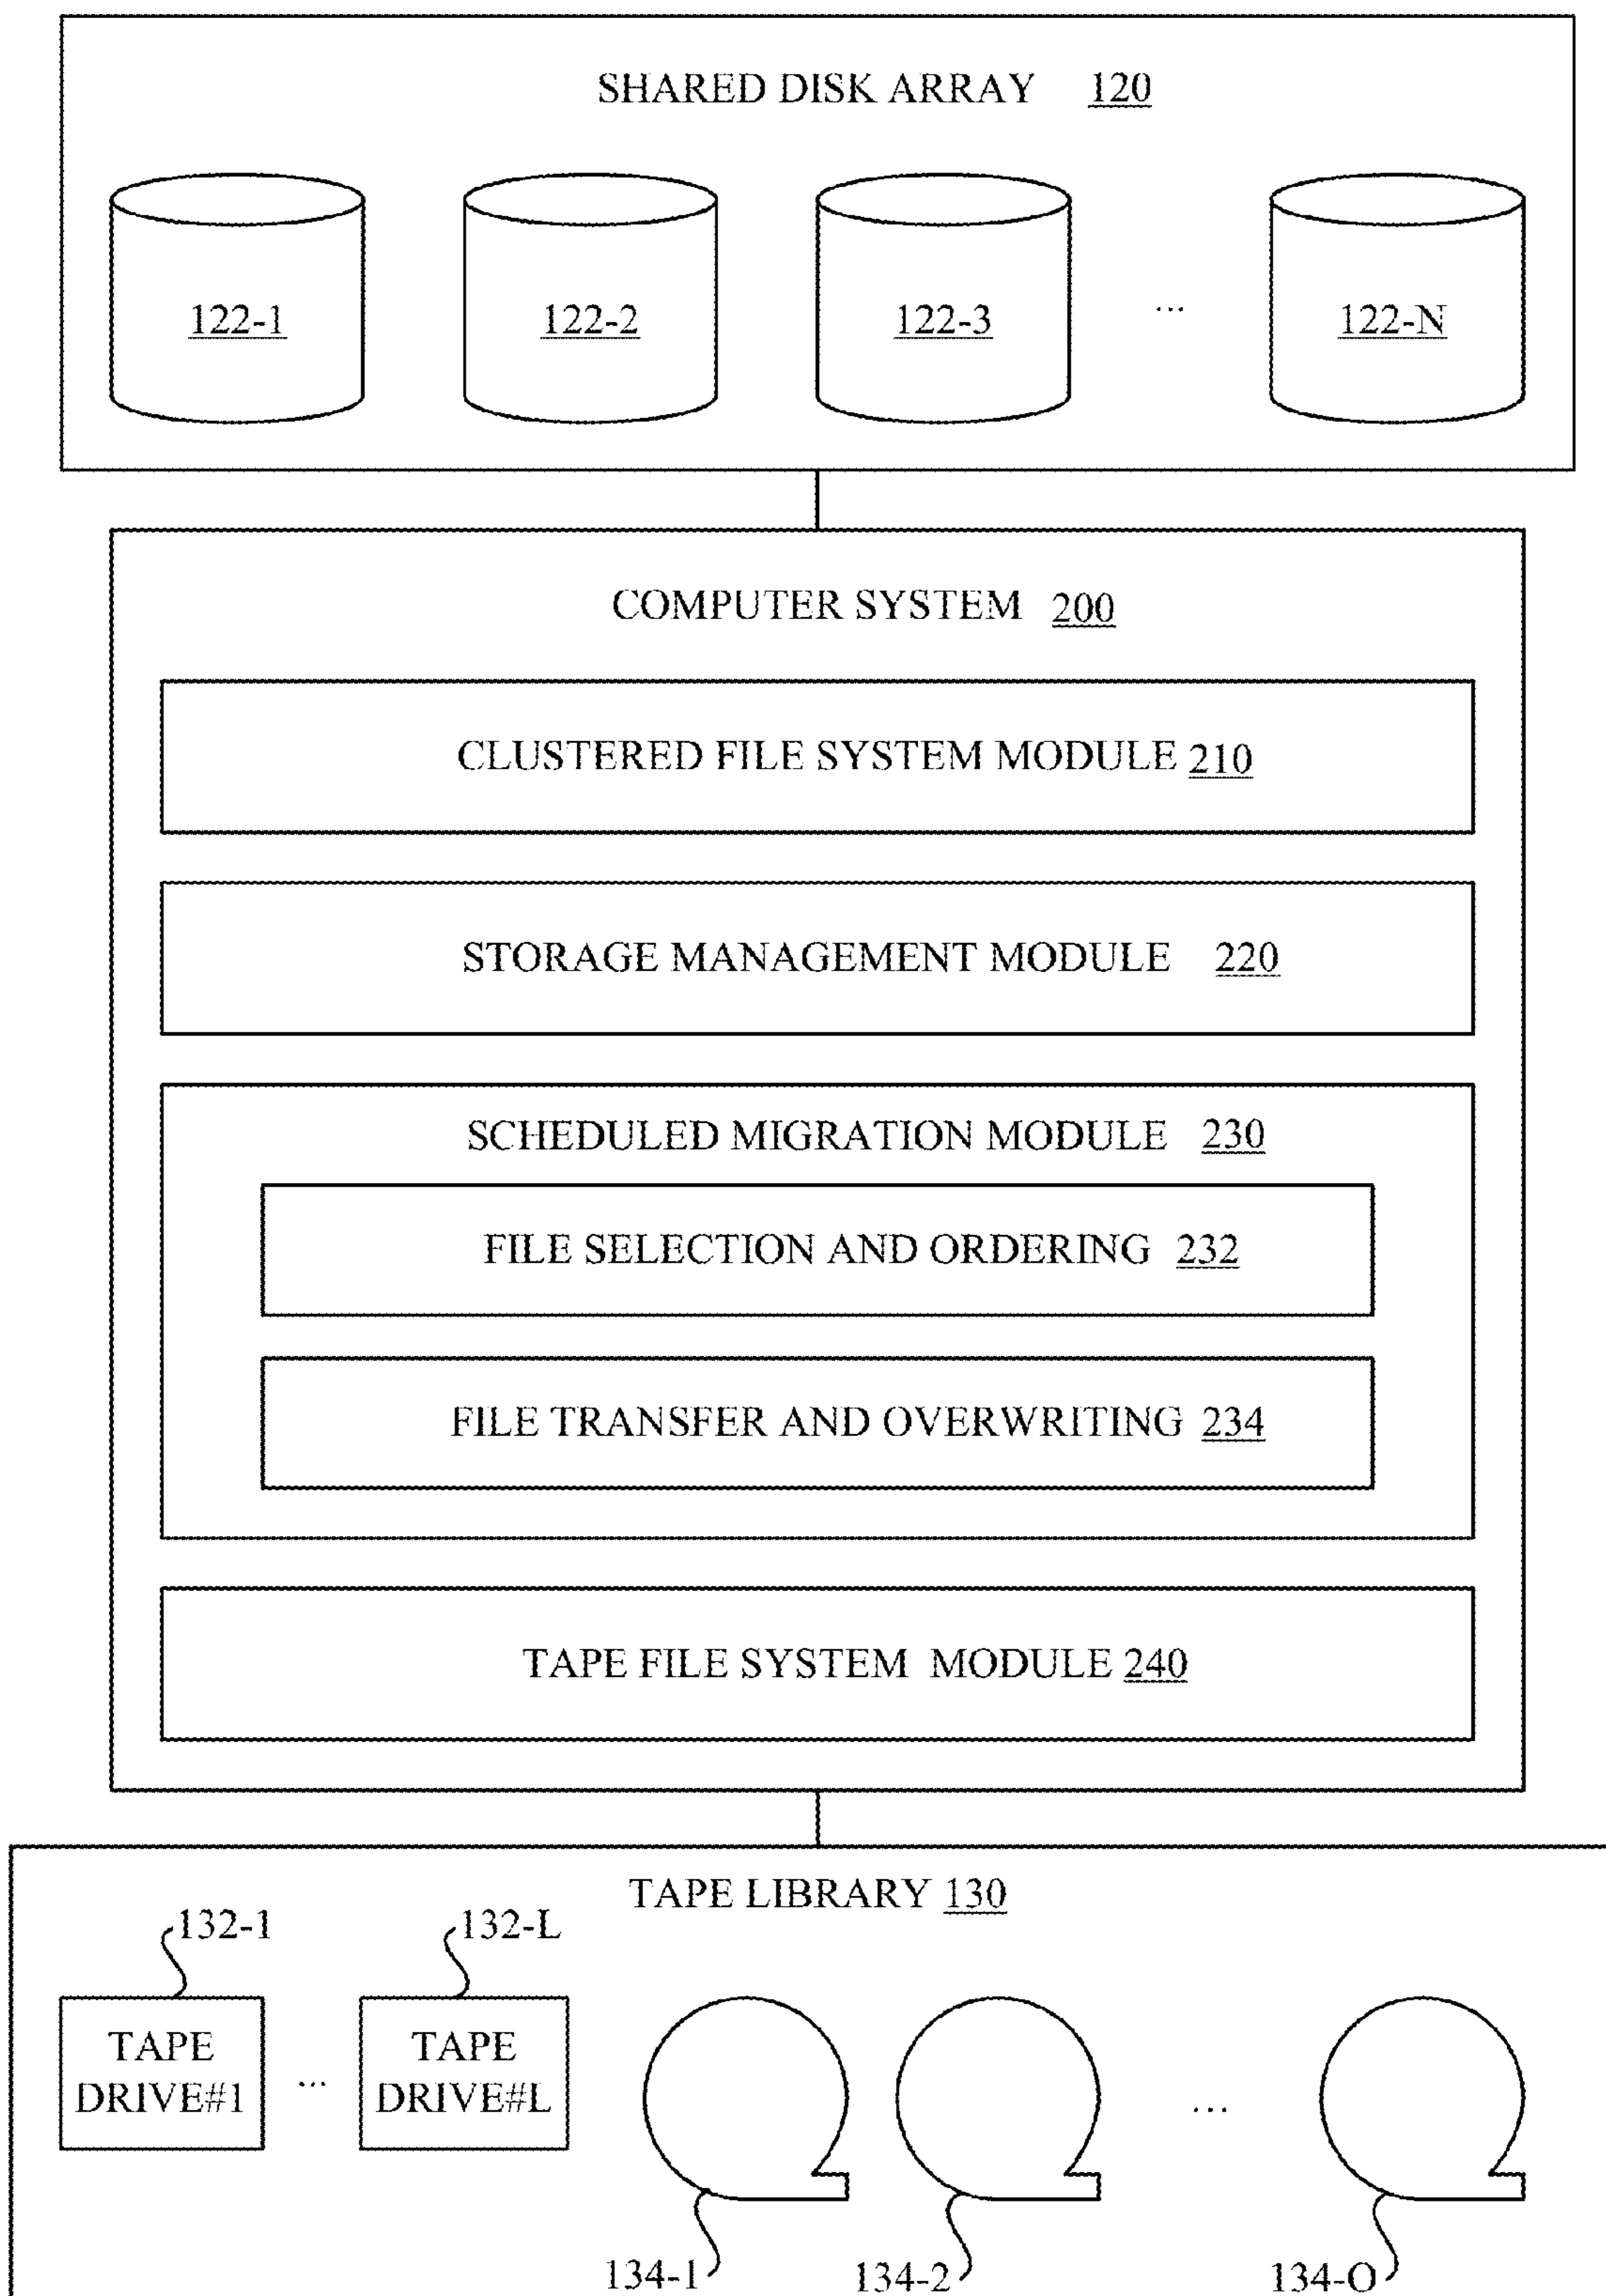 SHARED DISK ARRAY 120
122-1 122-2 122-3 ... 122-N
COMPUTER SYSTEM 200
CLUSTERED FILE SYSTEM MODULE 210
STORAGE MANAGEMENT MODULE 220
SCHEDULED MIGRATION MODULE 230
FILE SELECTION AND ORDERING 232
FILE TRANSFER AND OVERWRITING 234
TAPE FILE SYSTEM MODULE 240
TAPE LIBRARY 130
132-1 132-L
TAPE
DRIVE#1
...
TAPE
DRIVE#L
...
134-1 134-2 134-O